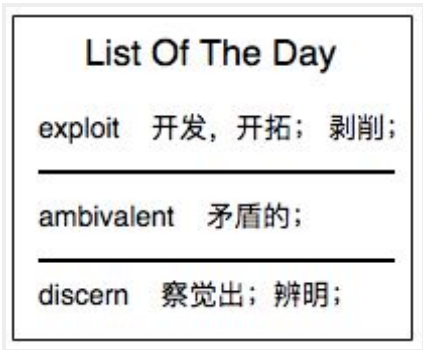 List Of The Day
exploit 开发，开拓； 剥削；
ambivalent 矛盾的；
discern 察觉出；辨明；